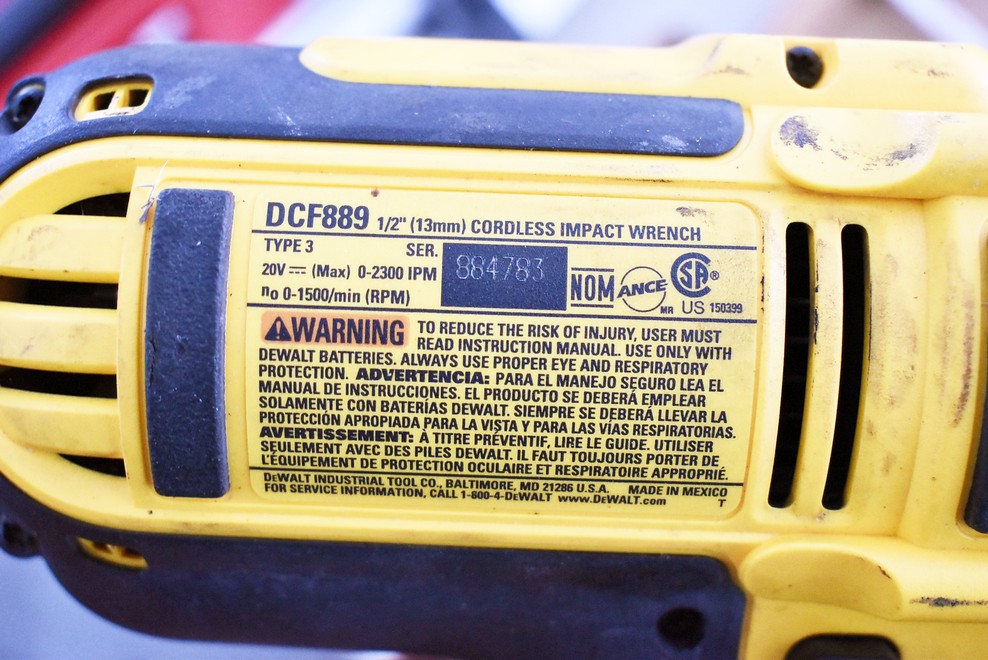 DCF889 1/2" (13mm) CORDLESS IMPACT WRENCH
TYPE 3 SER. 884783
20V ⎓ (Max) 0-2300 IPM
no 0-1500/min (RPM)
NOM ANCE MR SA ® US 150399
⚠WARNING TO REDUCE THE RISK OF INJURY, USER MUST
READ INSTRUCTION MANUAL. USE ONLY WITH
DEWALT BATTERIES. ALWAYS USE PROPER EYE AND RESPIRATORY
PROTECTION. ADVERTENCIA: PARA EL MANEJO SEGURO LEA EL
MANUAL DE INSTRUCCIONES. EL PRODUCTO SE DEBERÁ EMPLEAR
SOLAMENTE CON BATERÍAS DEWALT. SIEMPRE SE DEBERÁ LLEVAR LA
PROTECCIÓN APROPIADA PARA LA VISTA Y PARA LAS VÍAS RESPIRATORIAS.
AVERTISSEMENT: À TITRE PRÉVENTIF, LIRE LE GUIDE. UTILISER
SEULEMENT AVEC DES PILES DEWALT. IL FAUT TOUJOURS PORTER DE
L'ÉQUIPEMENT DE PROTECTION OCULAIRE ET RESPIRATOIRE APPROPRIÉ.
DEWALT INDUSTRIAL TOOL CO., BALTIMORE, MD 21286 U.S.A. MADE IN MEXICO
FOR SERVICE INFORMATION, CALL 1-800-4-DEWALT www.DEWALT.com T